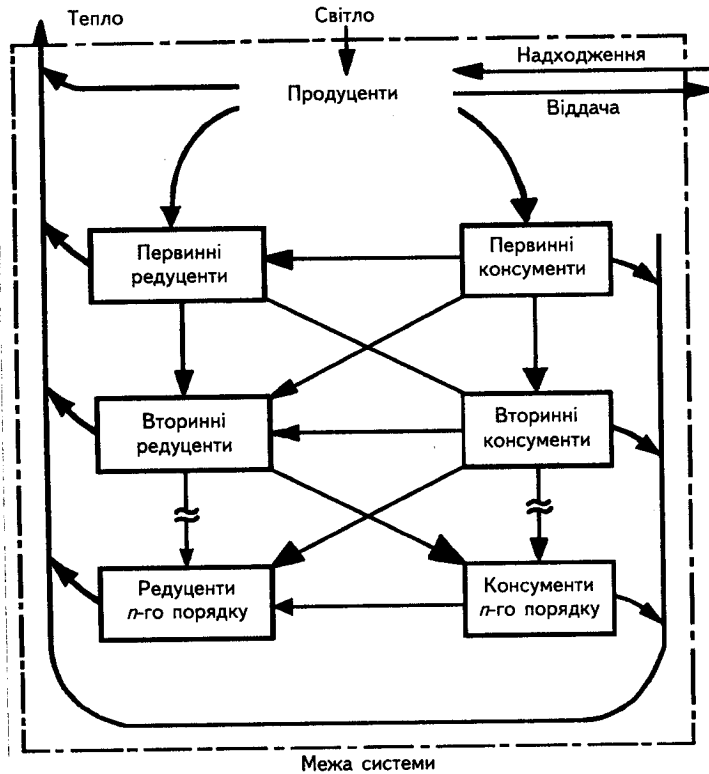 Тепло
Світло
Надходження
Продуценти
Віддача
Первинні
редуценти
Первинні
консументи
Вторинні
редуценти
Вторинні
консументи
Редуценти
n-го порядку
Консументи
n-го порядку
Межа системи